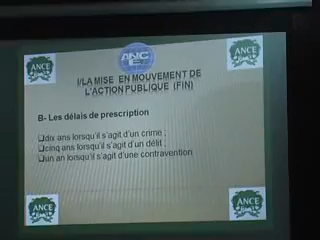 ANCE
ANCE
ANCE
I/LA MISE EN MOUVEMENT DE
L'ACTION PUBLIQUE (FIN)
B- Les délais de prescription
❑dix ans lorsqu'il s'agit d'un crime ;
❑cinq ans lorsqu'il s'agit d'un délit ;
❑un an lorsqu'il s'agit d'une contravention
ANCE
ANCE